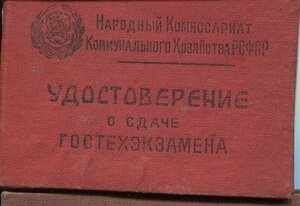 Народный Комиссариат
Коммунального Хозяйства РСФСР
УДОСТОВЕРЕНИЕ
О СДАЧЕ
ГОСТЕХЭКЗАМЕНА